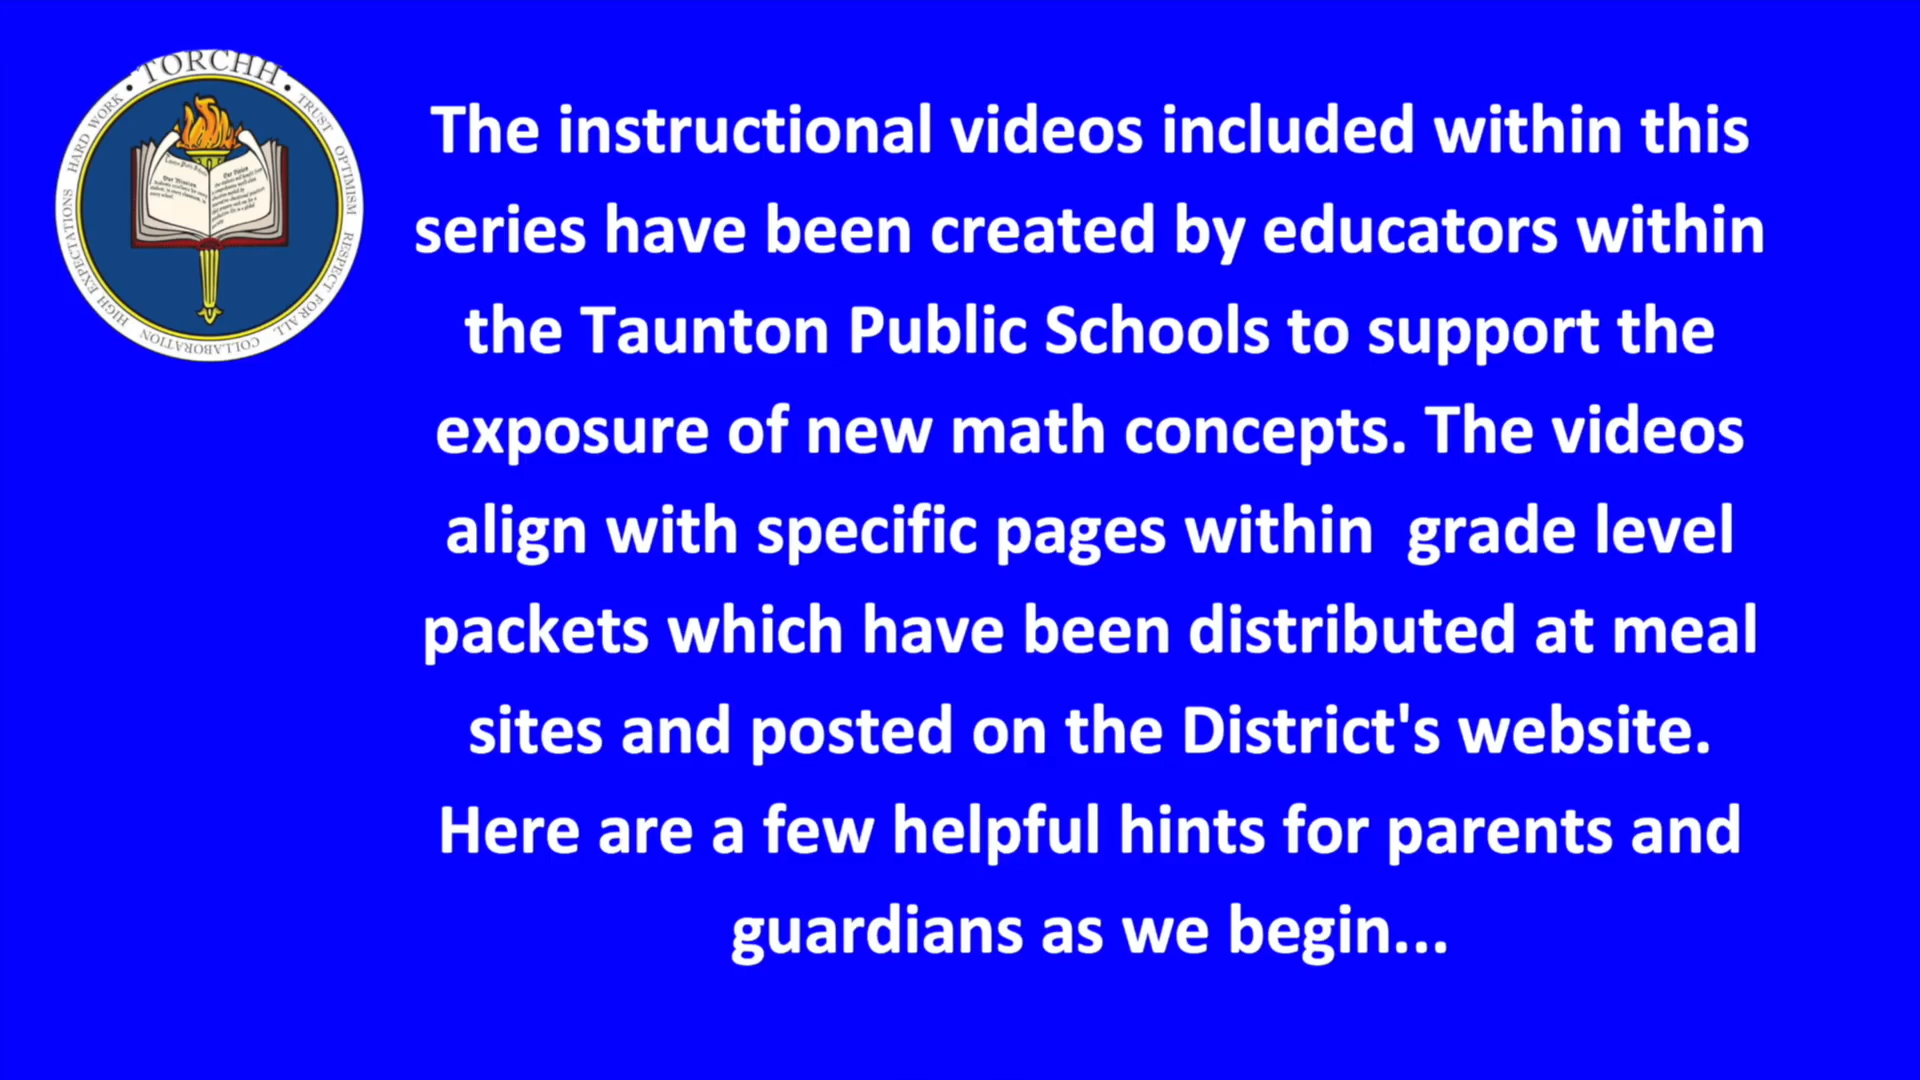 TORCHH
HARD WORK • TRUST
OPTIMISM
RESPECT FOR ALL
COLLABORATION
HIGH EXPECTATIONS
Our Mission
The instructional videos included within this
series have been created by educators within
the Taunton Public Schools to support the
exposure of new math concepts. The videos
align with specific pages within  grade level
packets which have been distributed at meal
sites and posted on the District's website.
Here are a few helpful hints for parents and
guardians as we begin...